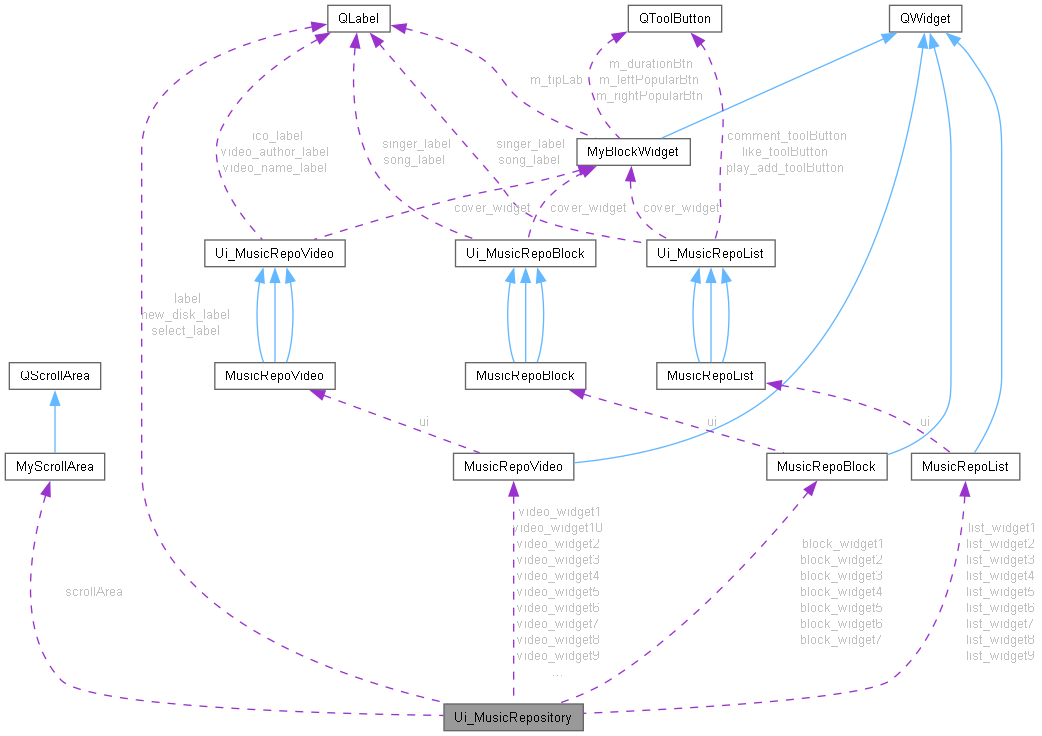 QLabel
QToolButton
QWidget
m_tipLab
m_durationBtn
m_leftPopularBtn
m_rightPopularBtn
ico_label
video_author_label
video_name_label
singer_label
song_label
singer_label
song_label
MyBlockWidget
comment_toolButton
like_toolButton
play_add_toolButton
cover_widget
cover_widget
cover_widget
Ui_MusicRepoVideo
Ui_MusicRepoBlock
Ui_MusicRepoList
label
new_disk_label
select_label
QScrollArea
MusicRepoVideo
MusicRepoBlock
MusicRepoList
ui
ui
ui
MyScrollArea
MusicRepoVideo
MusicRepoBlock
MusicRepoList
scrollArea
video_widget1
video_widget10
video_widget2
video_widget3
video_widget4
video_widget5
video_widget6
video_widget7
video_widget8
video_widget9
...
block_widget1
block_widget2
block_widget3
block_widget4
block_widget5
block_widget6
block_widget7
list_widget1
list_widget2
list_widget3
list_widget4
list_widget5
list_widget6
list_widget7
list_widget8
list_widget9
Ui_MusicRepository